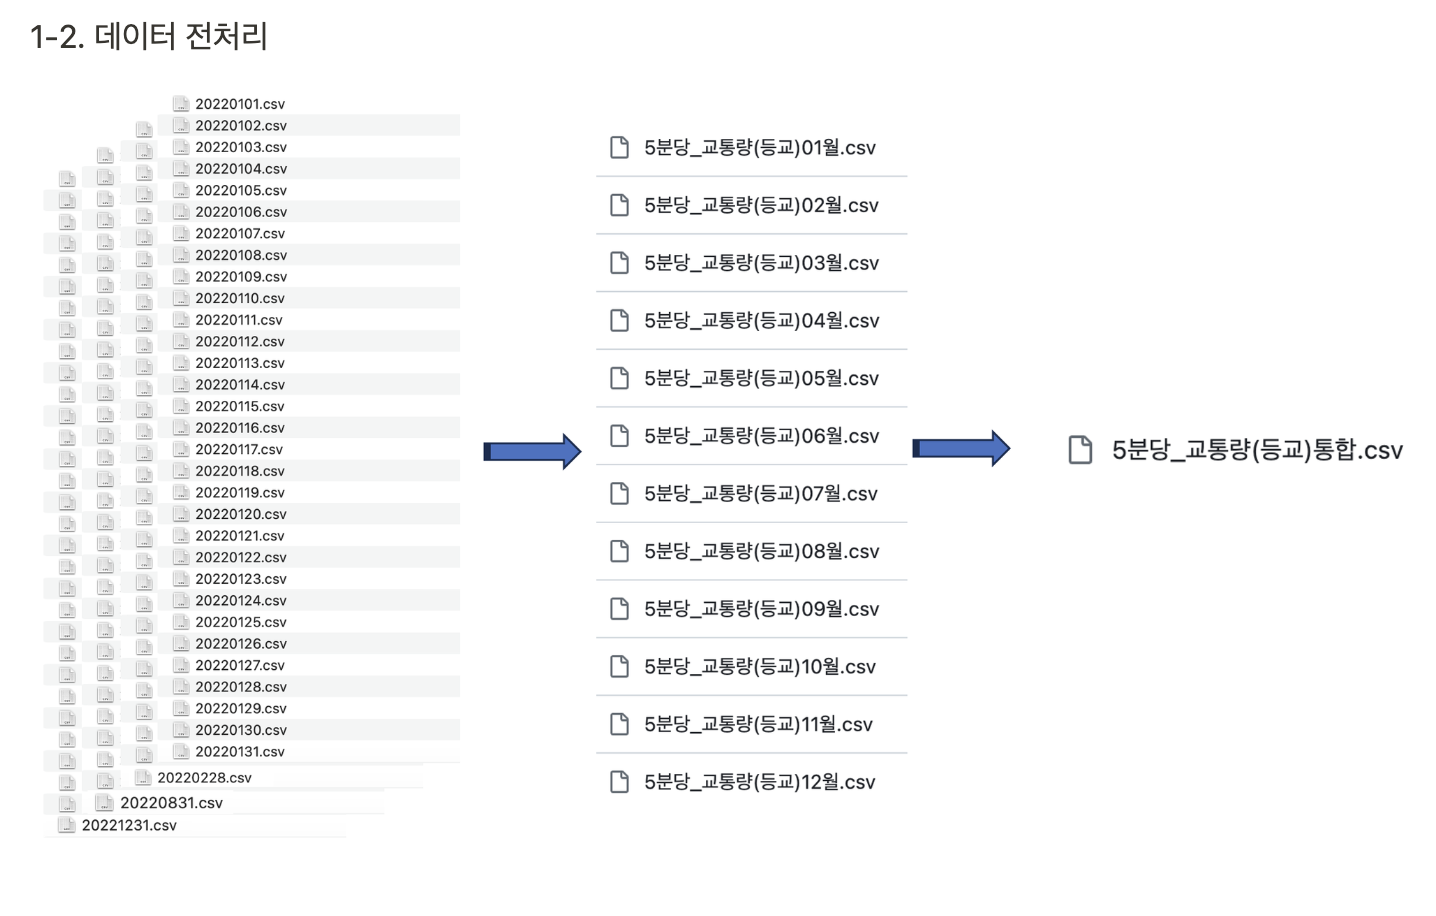 1-2. 데이터 전처리
20220101.csv
20220102.csv
20220103.csv
20220104.csv
20220105.csv
20220106.csv
20220107.csv
20220108.csv
20220109.csv
20220110.csv
20220111.csv
20220112.csv
20220113.csv
20220114.csv
20220115.csv
20220116.csv
20220117.csv
20220118.csv
20220119.csv
20220120.csv
20220121.csv
20220122.csv
20220123.csv
20220124.csv
20220125.csv
20220126.csv
20220127.csv
20220128.csv
20220129.csv
20220130.csv
20220131.csv
20220228.csv
20220831.csv
20221231.csv
5분당_교통량(등교)01월.csv
5분당_교통량(등교)02월.csv
5분당_교통량(등교)03월.csv
5분당_교통량(등교)04월.csv
5분당_교통량(등교)05월.csv
5분당_교통량(등교)06월.csv
5분당_교통량(등교)07월.csv
5분당_교통량(등교)08월.csv
5분당_교통량(등교)09월.csv
5분당_교통량(등교)10월.csv
5분당_교통량(등교)11월.csv
5분당_교통량(등교)12월.csv
5분당_교통량(등교)통합.csv